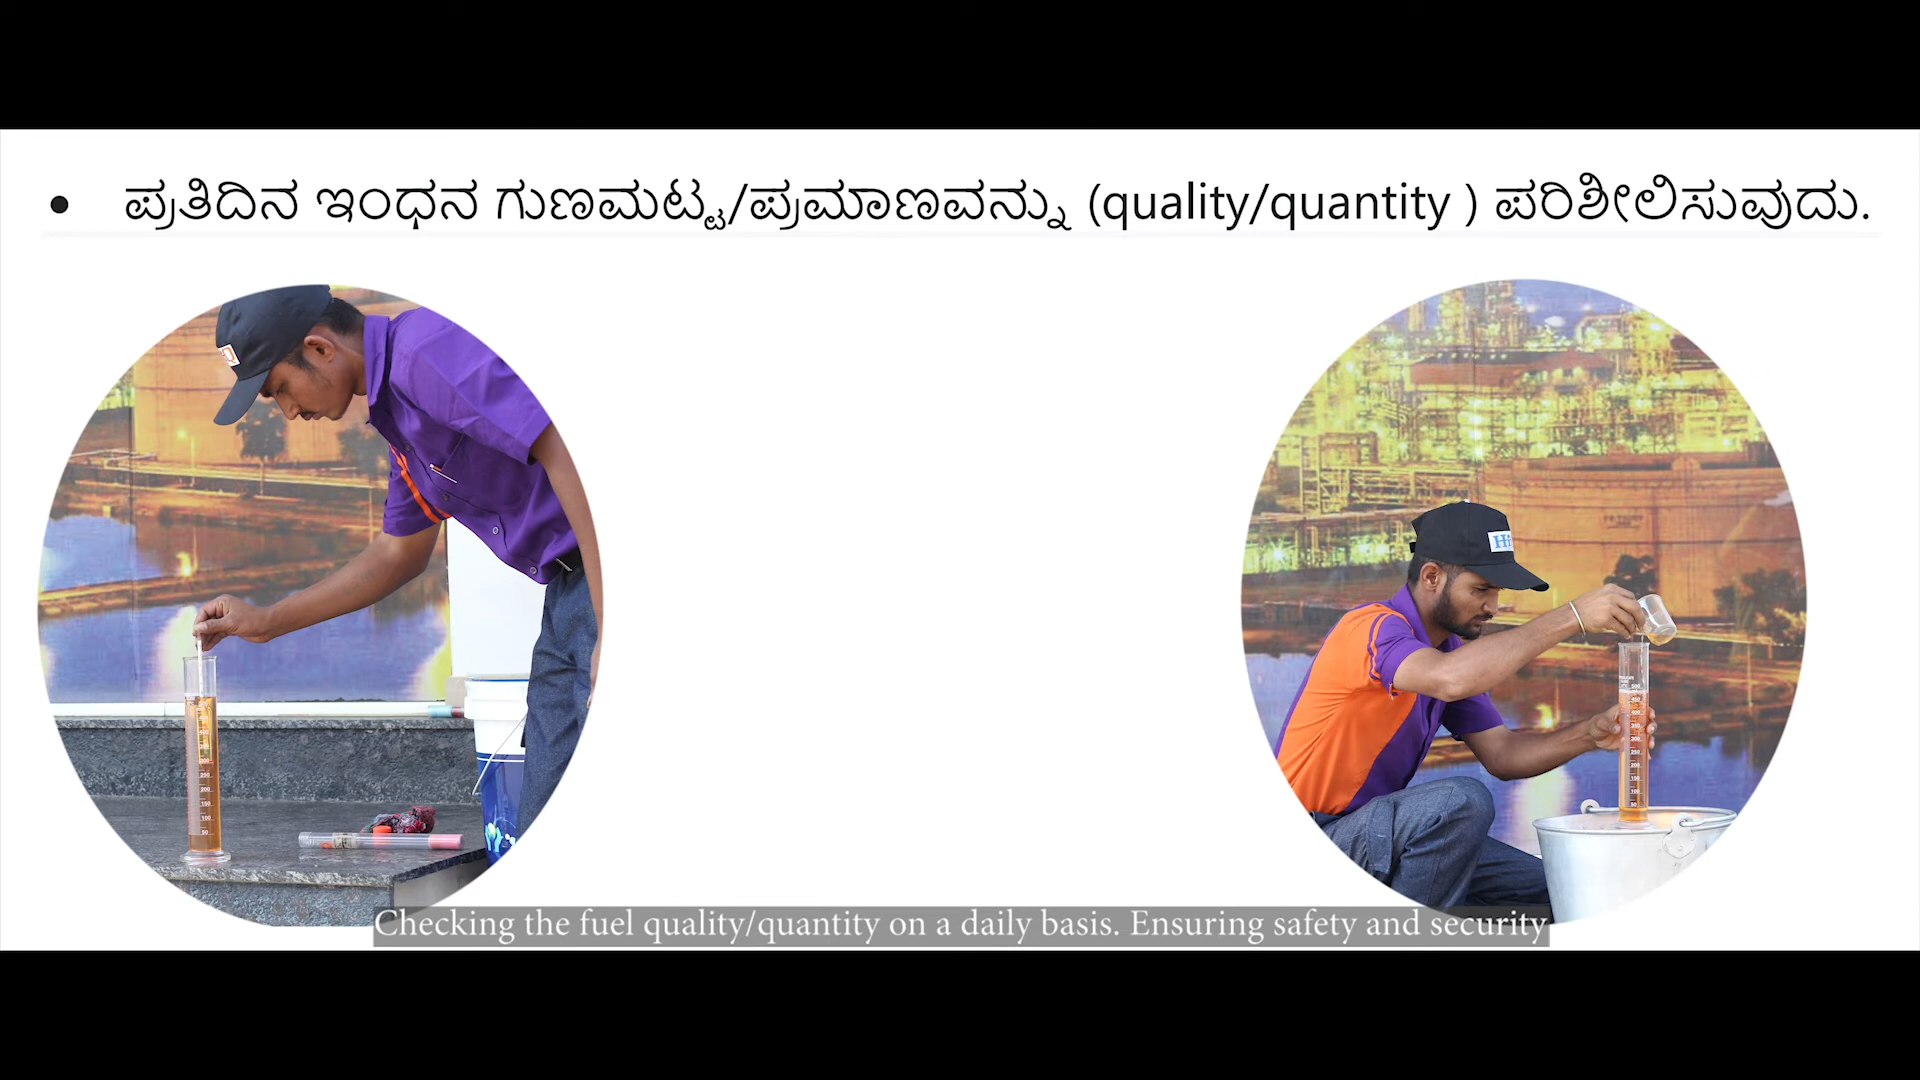 • ಪ್ರತಿದಿನ ಇಂಧನ ಗುಣಮಟ್ಟ/ಪ್ರಮಾಣವನ್ನು (quality/quantity ) ಪರಿಶೀಲಿಸುವುದು.
Checking the fuel quality/quantity on a daily basis. Ensuring safety and security